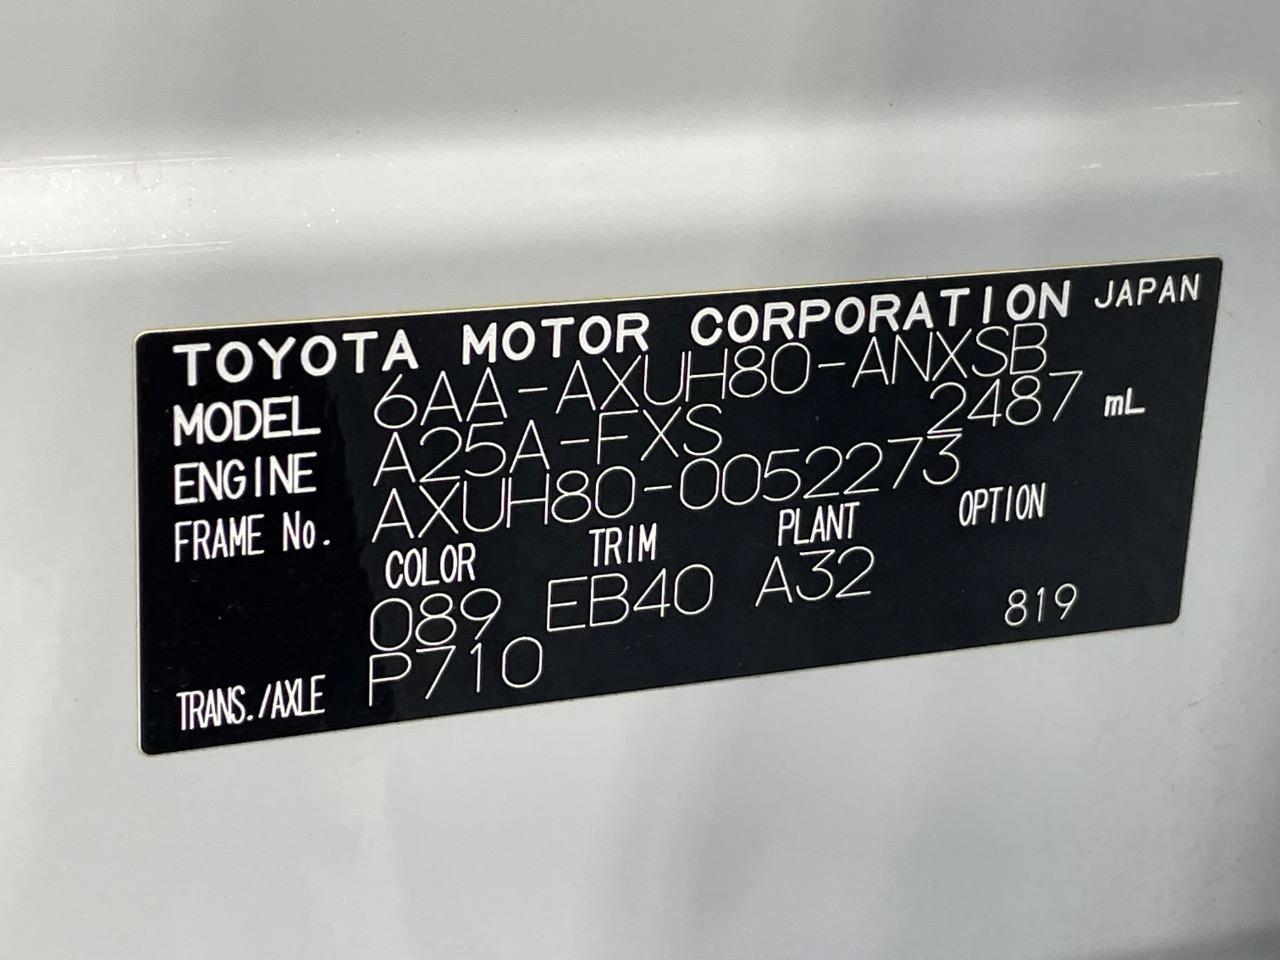 TOYOTA MOTOR CORPORATION JAPAN
MODEL 6AA-AXUH80-ANXSB
ENGINE A25A-FXS 2487 mL
FRAME No. AXUH80-0052273
COLOR TRIM PLANT OPTION
089 EB40 A32 819
TRANS./AXLE P710